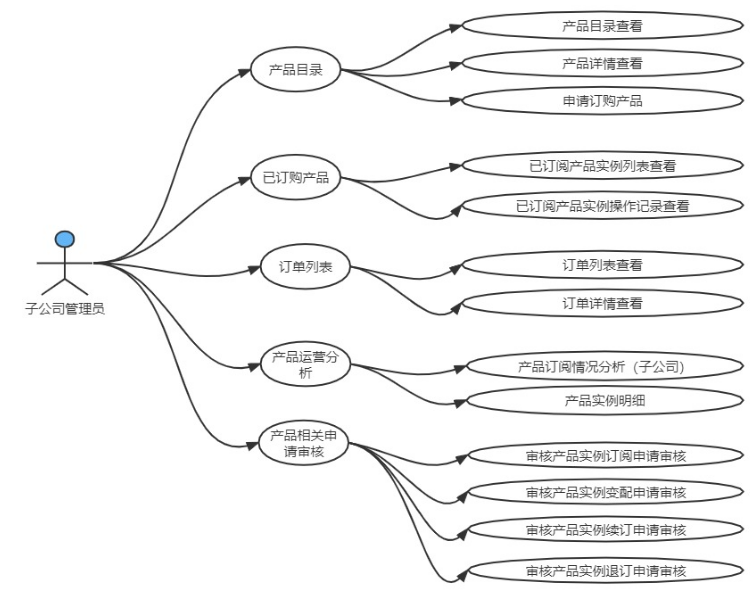 产品目录查看
产品详情查看
产品目录
申请订购产品
已订阅产品实例列表查看
已订购产品
已订阅产品实例操作记录查看
订单列表查看
订单列表
订单详情查看
子公司管理员
产品运营分
析
产品订阅情况分析（子公司）
产品实例明细
产品相关申
请审核
审核产品实例订阅申请审核
审核产品实例变配申请审核
审核产品实例续订申请审核
审核产品实例退订申请审核